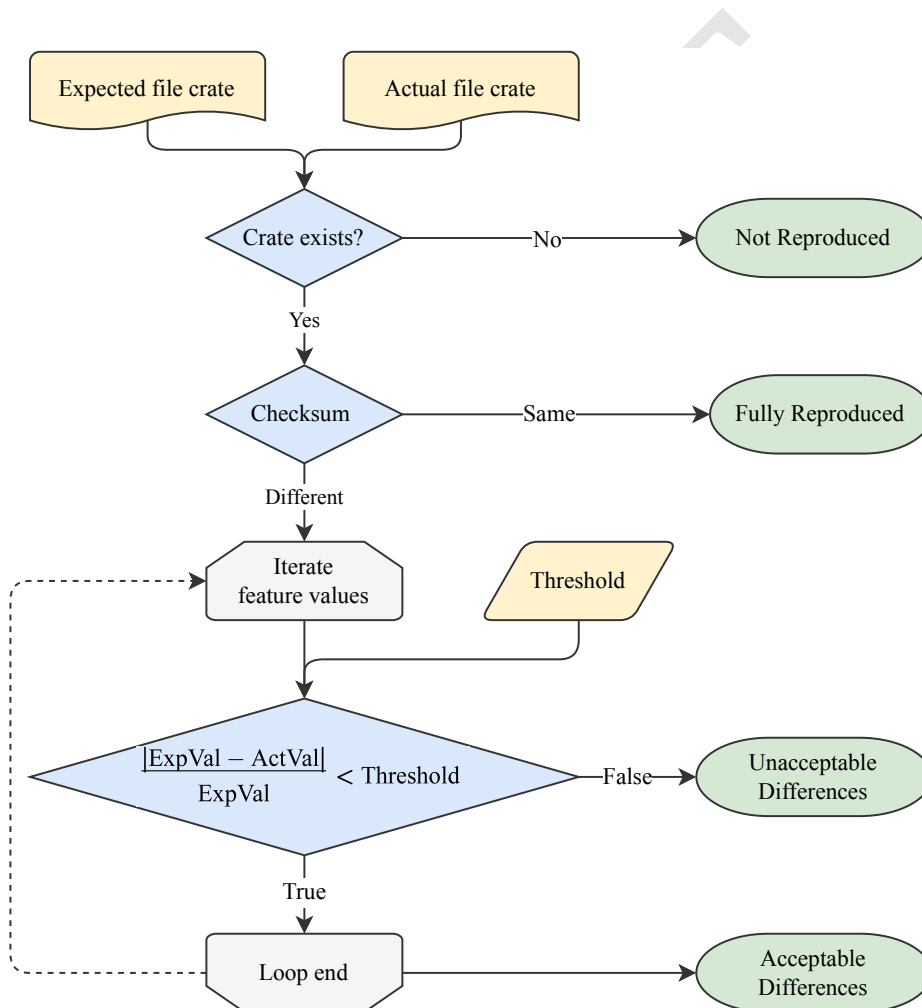 Expected file crate
Actual file crate
Crate exists?
No
Not Reproduced
Yes
Checksum
Same
Fully Reproduced
Different
Iterate
feature values
Threshold
|ExpVal − ActVal|
ExpVal
< Threshold
False
Unacceptable
Differences
True
Loop end
Acceptable
Differences